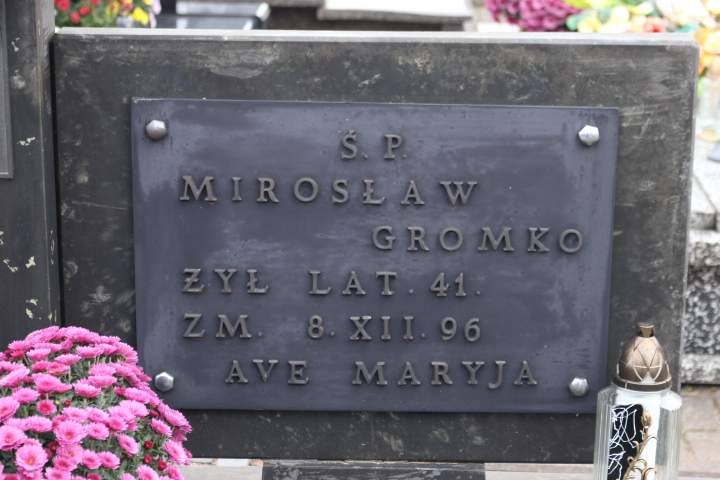 Ś. P.
MIROSŁAW
GROMKO
ŻYŁ LAT. 41.
ZM. 8. XII. 96
AVE MARYJA